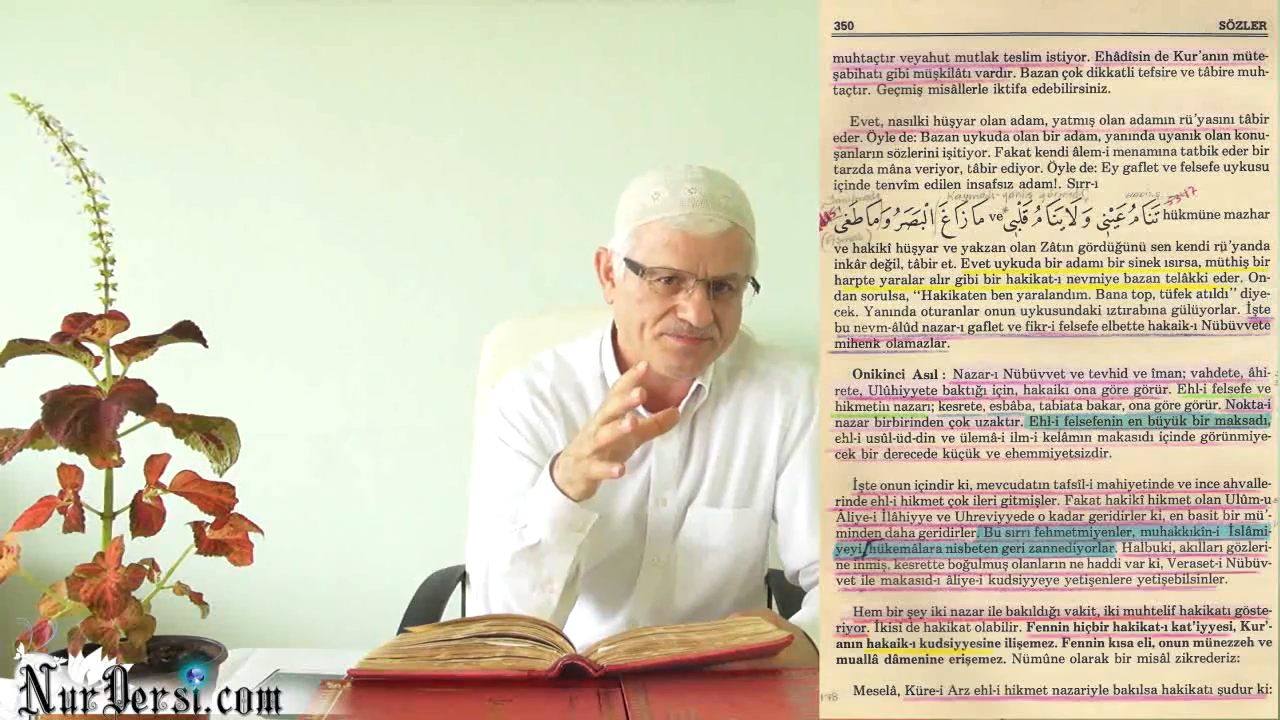 350 SÖZLER
muhtaçtır veyahut mutlak teslim istiyor. Ehâdîsin de Kur'anın müte-
şabihatı gibi müşkilâtı vardır. Bazan çok dikkatli tefsire ve tâbire muh-
taçtır. Geçmiş misâllerle iktifa edebilirsiniz.
Evet, nasılki hüşyar olan adam, yatmış olan adamın rü'yasını tâbir
eder. Öyle de: Bazan uykuda olan bir adam, yanında uyanık olan konu-
şanların sözlerini işitiyor. Fakat kendi âlem-i menamına tatbik eder bir
tarzda mâna veriyor, tâbir ediyor. Öyle de: Ey gaflet ve felsefe uykusu
içinde tenvîm edilen insafsız adam!. Sırr-ı
مَا زَاغَ الْبَصَرُ وَمَا طَغٰى ve تَنَامُ عَيْنٖى وَلَا يَنَامُ قَلْبٖى hükmüne mazhar
ve hakikî hüşyar ve yakzan olan Zâtın gördüğünü sen kendi rü'yanda
inkâr değil, tâbir et. Evet uykuda bir adamı bir sinek ısırsa, müthiş bir
harpte yaralar alır gibi bir hakikat-ı nevmiye bazan telâkki eder. On-
dan sorulsa, “Hakikaten ben yaralandım. Bana top, tüfek atıldı” diye-
cek. Yanında oturanlar onun uykusundaki ıztırabına gülüyorlar. İşte
bu nevm-âlûd nazar-ı gaflet ve fikr-i felsefe elbette hakaik-ı Nübüvvete
mihenk olamazlar.
Onikinci Asıl : Nazar-ı Nübüvvet ve tevhid ve îman; vahdete, âhi-
rete, Ulûhiyyete baktığı için, hakaikı ona göre görür. Ehl-i felsefe ve
hikmetin nazarı; kesrete, esbâba, tabiata bakar, ona göre görür. Nokta-i
nazar birbirinden çok uzaktır. Ehl-i felsefenin en büyük bir maksadı,
ehl-i usûl-üd-din ve ülemâ-i ilm-i kelâmın makasıdı içinde görünmiye-
cek bir derecede küçük ve ehemmiyetsizdir.
İşte onun içindir ki, mevcudatın tafsîl-i mahiyetinde ve ince ahvalle-
rinde ehl-i hikmet çok ileri gitmişler. Fakat hakikî hikmet olan Ulûm-u
Âliye-i İlâhiyye ve Uhreviyyede o kadar geridirler ki, en basit bir mü'-
minden daha geridirler. Bu sırrı fehmetmiyenler, muhakkıkîn-i İslâmi
yeyi, hükemâlara nisbeten geri zannediyorlar. Halbuki, akılları gözleri-
ne inmiş, kesrette boğulmuş olanların ne haddi var ki, Veraset-i Nübüv-
vet ile makasıd-ı âliye-i kudsiyyeye yetişenlere yetişebilsinler.
Hem bir şey iki nazar ile bakıldığı vakit, iki muhtelif hakikatı göste-
riyor. İkisi de hakikat olabilir. Fennin hiçbir hakikat-ı kat'iyyesi, Kur'-
anın hakaik-ı kudsiyyesine ilişemez. Fennin kısa eli, onun münezzeh ve
muallâ dâmenine erişemez. Nümûne olarak bir misâl zikrederiz:
Meselâ, Küre-i Arz ehl-i hikmet nazariyle bakılsa hakikatı şudur ki:
NurDersi.com